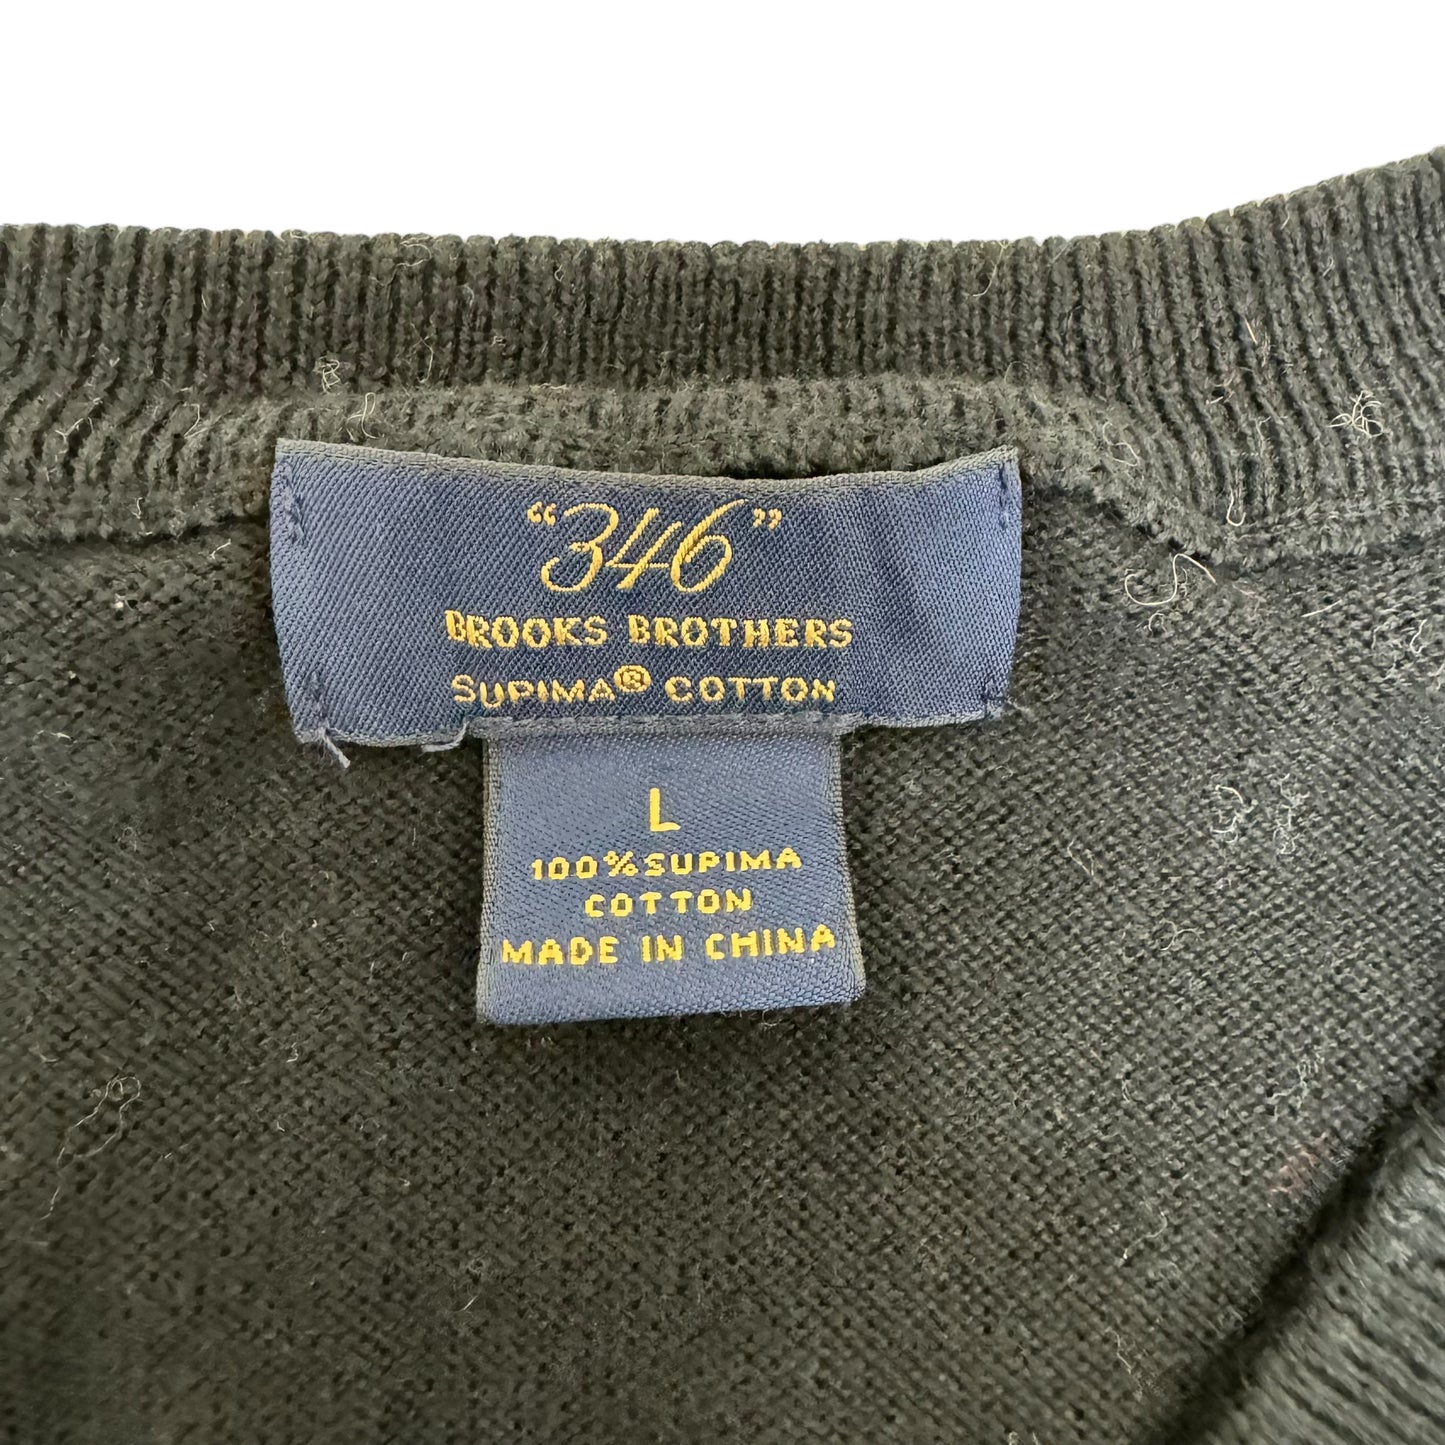 “346”
BROOKS BROTHERS
SUPIMA® COTTON
L
100%SUPIMA
COTTON
MADE IN CHINA